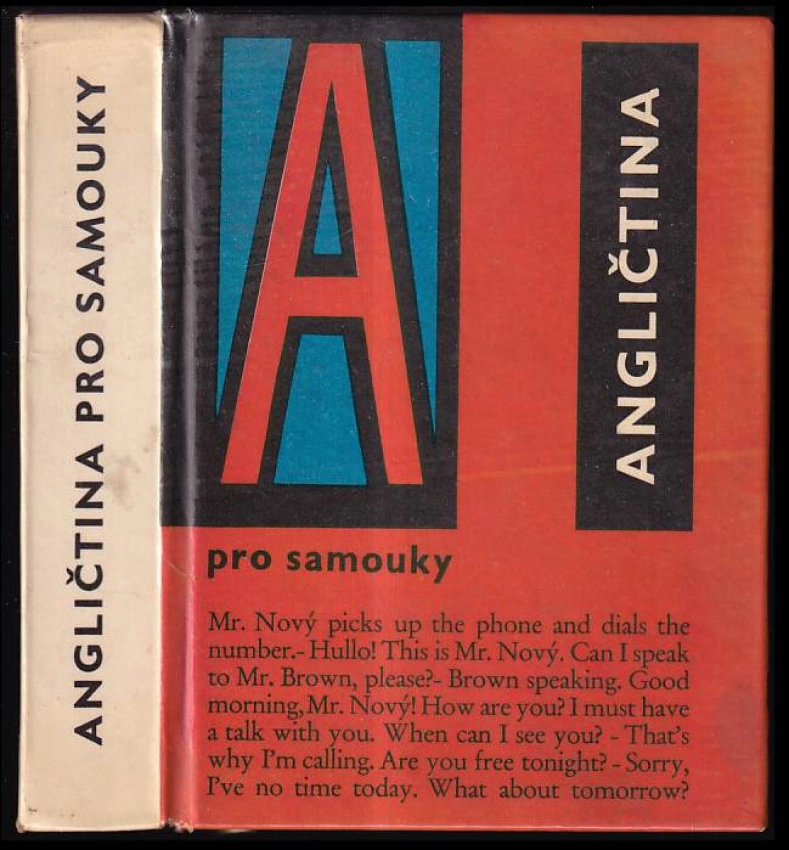 ANGLIČTINA PRO SAMOUKY
A
ANGLIČTINA
pro samouky
Mr. Nový picks up the phone and dials the
number.- Hullo! This is Mr. Nový. Can I speak
to Mr. Brown, please?- Brown speaking. Good
morning, Mr. Nový! How are you? I must have
a talk with you. When can I see you? - That's
why I'm calling. Are you free tonight? - Sorry,
I've no time today. What about tomorrow?